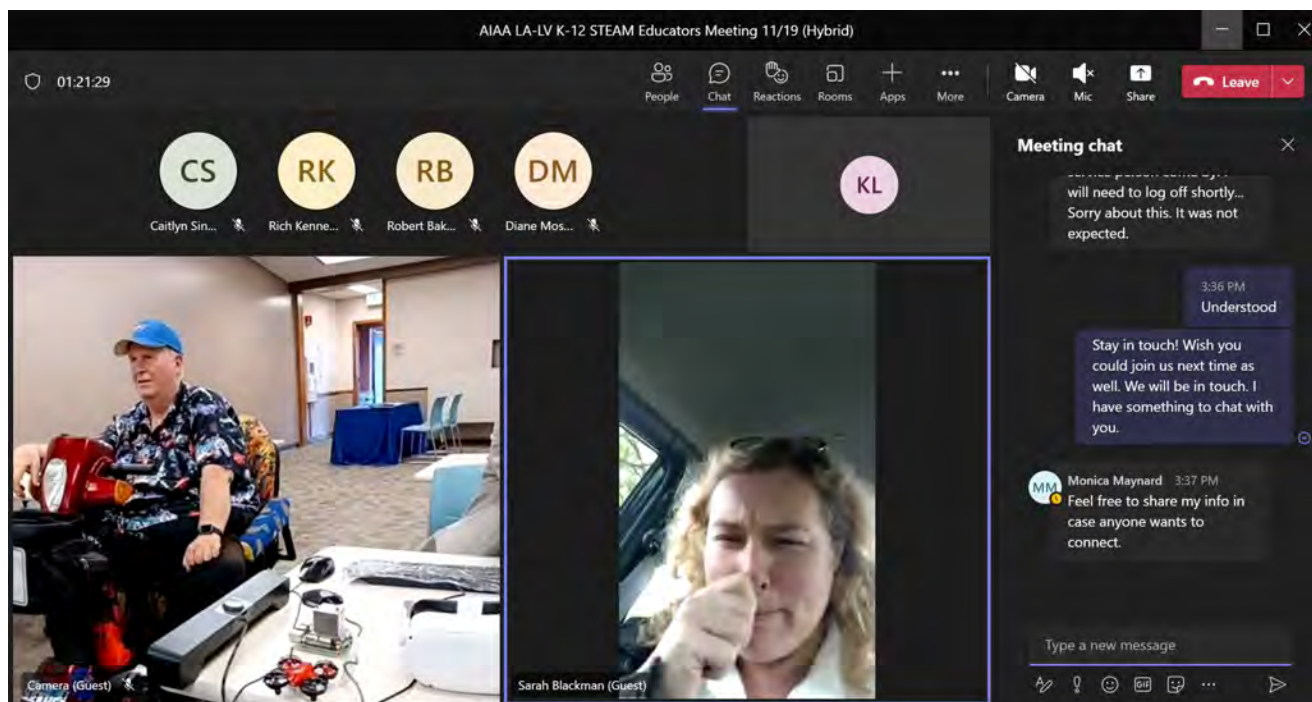 AIAA LA-LV K-12 STEAM Educators Meeting 11/19 (Hybrid)
01:21:29
People
Chat
Reactions
Rooms
Apps
More
Camera
Mic
Share
Leave
CS
RK
RB
DM
KL
Caitlyn Sin...
Rich Kenne...
Robert Bak...
Diane Mos...
Camera (Guest)
Sarah Blackman (Guest)
Meeting chat
will need to log off shortly...
Sorry about this. It was not
expected.
3:36 PM
Understood
Stay in touch! Wish you
could join us next time as
well. We will be in touch. I
have something to chat with
you.
MM
Monica Maynard 3:37 PM
Feel free to share my info in
case anyone wants to
connect.
Type a new message
GIF